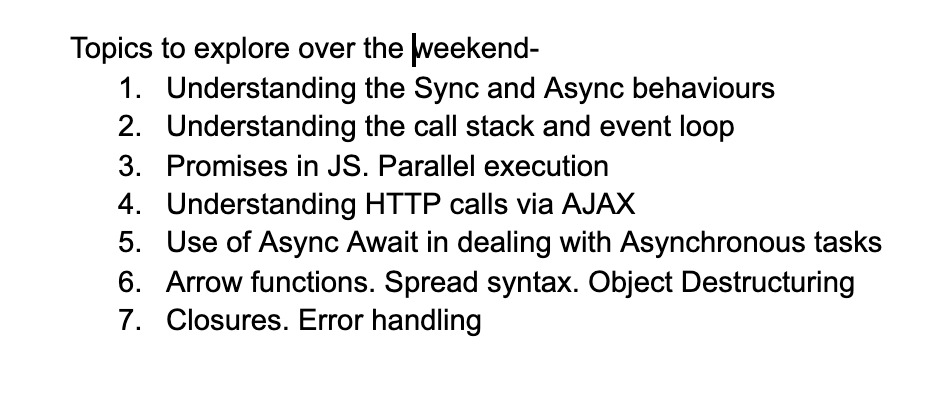 Topics to explore over the weekend-
1. Understanding the Sync and Async behaviours
2. Understanding the call stack and event loop
3. Promises in JS. Parallel execution
4. Understanding HTTP calls via AJAX
5. Use of Async Await in dealing with Asynchronous tasks
6. Arrow functions. Spread syntax. Object Destructuring
7. Closures. Error handling